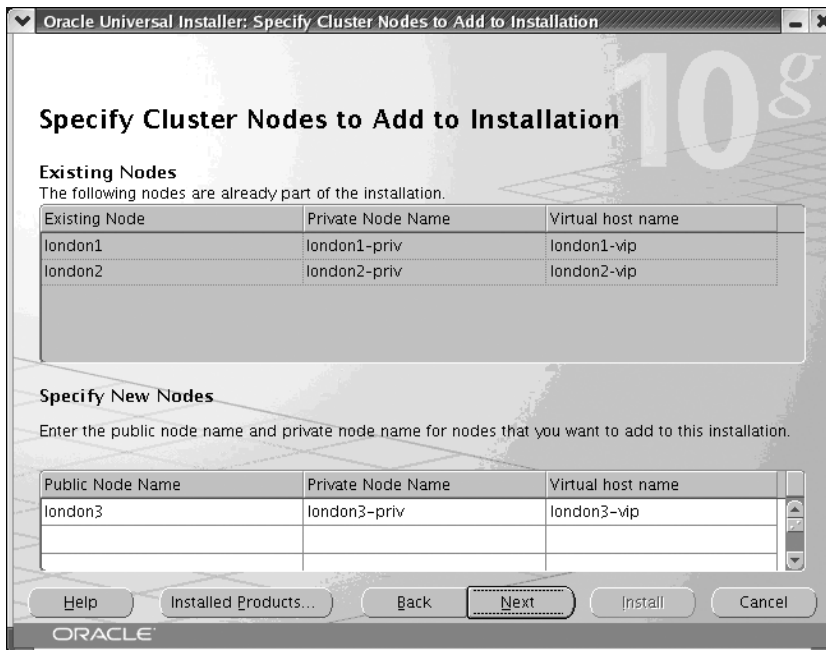 Oracle Universal Installer: Specify Cluster Nodes to Add to Installation
10g
Specify Cluster Nodes to Add to Installation
Existing Nodes
The following nodes are already part of the installation.
Existing Node Private Node Name Virtual host name
london1 london1-priv london1-vip
london2 london2-priv london2-vip
Specify New Nodes
Enter the public node name and private node name for nodes that you want to add to this installation.
Public Node Name Private Node Name Virtual host name
london3 london3-priv london3-vip
Help Installed Products... Back Next Install Cancel
ORACLE